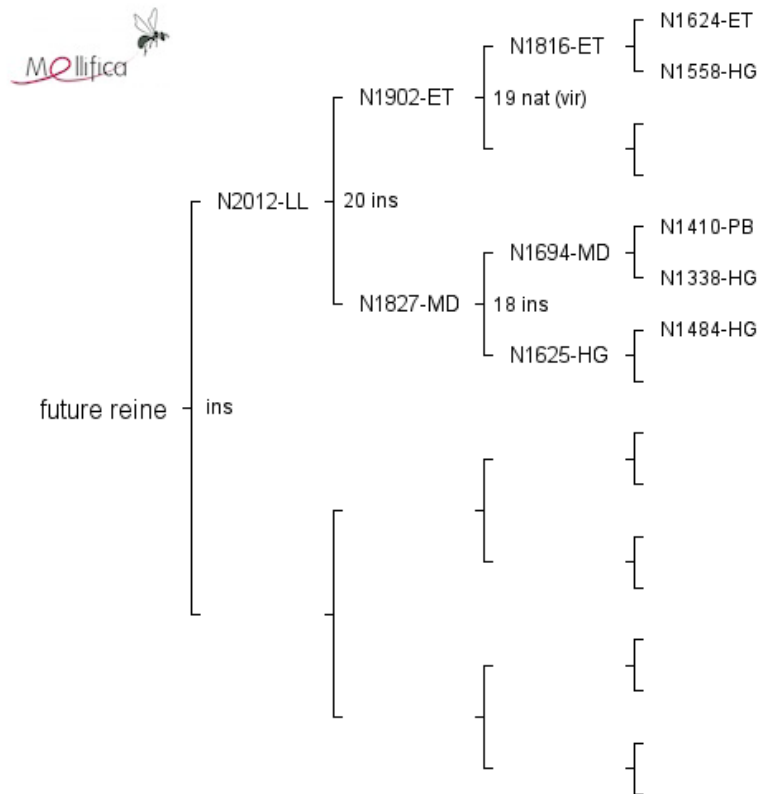 Mellifica
N1624-ET
N1816-ET
N1558-HG
N1902-ET
19 nat (vir)
N2012-LL
20 ins
N1410-PB
N1694-MD
N1338-HG
N1827-MD
18 ins
N1484-HG
N1625-HG
future reine
ins